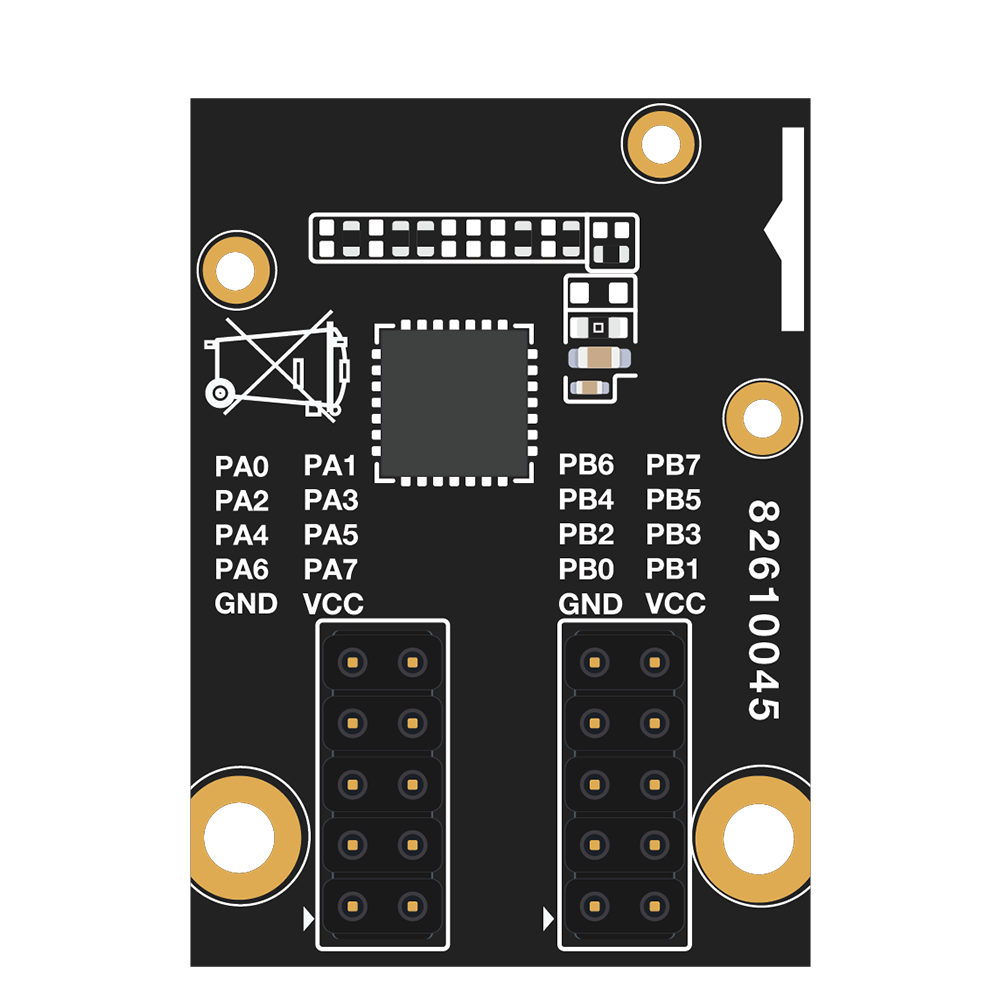 PA0 PA1
PA2 PA3
PA4 PA5
PA6 PA7
GND VCC
PB6 PB7
PB4 PB5
PB2 PB3
PB0 PB1
GND VCC
82610045